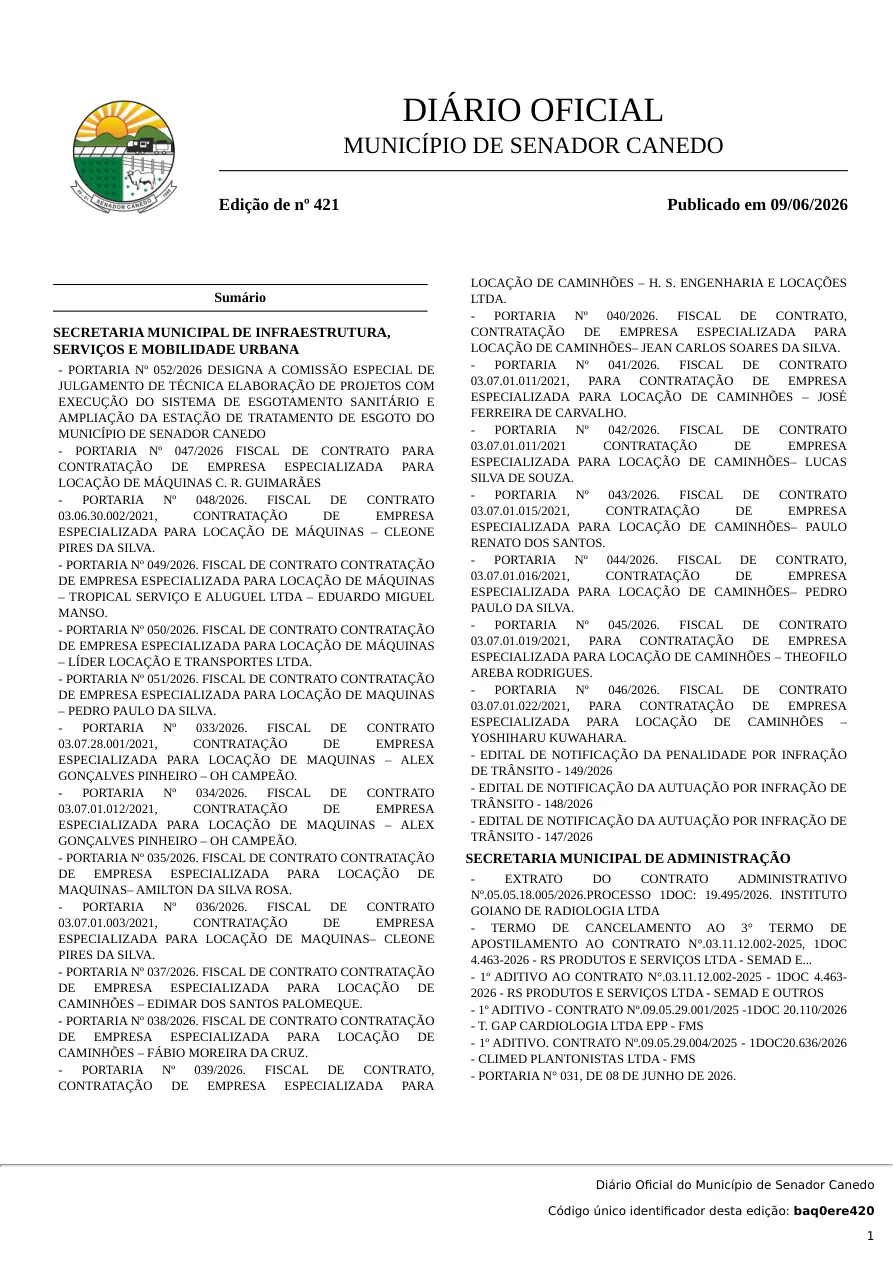 DIÁRIO OFICIAL
MUNICÍPIO DE SENADOR CANEDO
SENADOR CANEDO
Edição de nº 421
Publicado em 09/06/2026
Sumário
SECRETARIA MUNICIPAL DE INFRAESTRUTURA,
SERVIÇOS E MOBILIDADE URBANA
- PORTARIA Nº 052/2026 DESIGNA A COMISSÃO ESPECIAL DE
JULGAMENTO DE TÉCNICA ELABORAÇÃO DE PROJETOS COM
EXECUÇÃO DO SISTEMA DE ESGOTAMENTO SANITÁRIO E
AMPLIAÇÃO DA ESTAÇÃO DE TRATAMENTO DE ESGOTO DO
MUNICÍPIO DE SENADOR CANEDO
- PORTARIA Nº 047/2026 FISCAL DE CONTRATO PARA
CONTRATAÇÃO DE EMPRESA ESPECIALIZADA PARA
LOCAÇÃO DE MÁQUINAS C. R. GUIMARÃES
- PORTARIA Nº 048/2026. FISCAL DE CONTRATO
03.06.30.002/2021, CONTRATAÇÃO DE EMPRESA
ESPECIALIZADA PARA LOCAÇÃO DE MÁQUINAS – CLEONE
PIRES DA SILVA.
- PORTARIA Nº 049/2026. FISCAL DE CONTRATO CONTRATAÇÃO
DE EMPRESA ESPECIALIZADA PARA LOCAÇÃO DE MÁQUINAS
– TROPICAL SERVIÇO E ALUGUEL LTDA – EDUARDO MIGUEL
MANSO.
- PORTARIA Nº 050/2026. FISCAL DE CONTRATO CONTRATAÇÃO
DE EMPRESA ESPECIALIZADA PARA LOCAÇÃO DE MÁQUINAS
– LÍDER LOCAÇÃO E TRANSPORTES LTDA.
- PORTARIA Nº 051/2026. FISCAL DE CONTRATO CONTRATAÇÃO
DE EMPRESA ESPECIALIZADA PARA LOCAÇÃO DE MAQUINAS
– PEDRO PAULO DA SILVA.
- PORTARIA Nº 033/2026. FISCAL DE CONTRATO
03.07.28.001/2021, CONTRATAÇÃO DE EMPRESA
ESPECIALIZADA PARA LOCAÇÃO DE MAQUINAS – ALEX
GONÇALVES PINHEIRO – OH CAMPEÃO.
- PORTARIA Nº 034/2026. FISCAL DE CONTRATO
03.07.01.012/2021, CONTRATAÇÃO DE EMPRESA
ESPECIALIZADA PARA LOCAÇÃO DE MAQUINAS – ALEX
GONÇALVES PINHEIRO – OH CAMPEÃO.
- PORTARIA Nº 035/2026. FISCAL DE CONTRATO CONTRATAÇÃO
DE EMPRESA ESPECIALIZADA PARA LOCAÇÃO DE
MAQUINAS– AMILTON DA SILVA ROSA.
- PORTARIA Nº 036/2026. FISCAL DE CONTRATO
03.07.01.003/2021, CONTRATAÇÃO DE EMPRESA
ESPECIALIZADA PARA LOCAÇÃO DE MAQUINAS– CLEONE
PIRES DA SILVA.
- PORTARIA Nº 037/2026. FISCAL DE CONTRATO CONTRATAÇÃO
DE EMPRESA ESPECIALIZADA PARA LOCAÇÃO DE
CAMINHÕES – EDIMAR DOS SANTOS PALOMEQUE.
- PORTARIA Nº 038/2026. FISCAL DE CONTRATO CONTRATAÇÃO
DE EMPRESA ESPECIALIZADA PARA LOCAÇÃO DE
CAMINHÕES – FÁBIO MOREIRA DA CRUZ.
- PORTARIA Nº 039/2026. FISCAL DE CONTRATO,
CONTRATAÇÃO DE EMPRESA ESPECIALIZADA PARA
LOCAÇÃO DE CAMINHÕES – H. S. ENGENHARIA E LOCAÇÕES
LTDA.
- PORTARIA Nº 040/2026. FISCAL DE CONTRATO,
CONTRATAÇÃO DE EMPRESA ESPECIALIZADA PARA
LOCAÇÃO DE CAMINHÕES– JEAN CARLOS SOARES DA SILVA.
- PORTARIA Nº 041/2026. FISCAL DE CONTRATO
03.07.01.011/2021, PARA CONTRATAÇÃO DE EMPRESA
ESPECIALIZADA PARA LOCAÇÃO DE CAMINHÕES – JOSÉ
FERREIRA DE CARVALHO.
- PORTARIA Nº 042/2026. FISCAL DE CONTRATO
03.07.01.011/2021 CONTRATAÇÃO DE EMPRESA
ESPECIALIZADA PARA LOCAÇÃO DE CAMINHÕES– LUCAS
SILVA DE SOUZA.
- PORTARIA Nº 043/2026. FISCAL DE CONTRATO
03.07.01.015/2021, CONTRATAÇÃO DE EMPRESA
ESPECIALIZADA PARA LOCAÇÃO DE CAMINHÕES– PAULO
RENATO DOS SANTOS.
- PORTARIA Nº 044/2026. FISCAL DE CONTRATO,
03.07.01.016/2021, CONTRATAÇÃO DE EMPRESA
ESPECIALIZADA PARA LOCAÇÃO DE CAMINHÕES– PEDRO
PAULO DA SILVA.
- PORTARIA Nº 045/2026. FISCAL DE CONTRATO
03.07.01.019/2021, PARA CONTRATAÇÃO DE EMPRESA
ESPECIALIZADA PARA LOCAÇÃO DE CAMINHÕES – THEOFILO
AREBA RODRIGUES.
- PORTARIA Nº 046/2026. FISCAL DE CONTRATO
03.07.01.022/2021, PARA CONTRATAÇÃO DE EMPRESA
ESPECIALIZADA PARA LOCAÇÃO DE CAMINHÕES –
YOSHIHARU KUWAHARA.
- EDITAL DE NOTIFICAÇÃO DA PENALIDADE POR INFRAÇÃO
DE TRÂNSITO - 149/2026
- EDITAL DE NOTIFICAÇÃO DA AUTUAÇÃO POR INFRAÇÃO DE
TRÂNSITO - 148/2026
- EDITAL DE NOTIFICAÇÃO DA AUTUAÇÃO POR INFRAÇÃO DE
TRÂNSITO - 147/2026
SECRETARIA MUNICIPAL DE ADMINISTRAÇÃO
- EXTRATO DO CONTRATO ADMINISTRATIVO
Nº.05.05.18.005/2026.PROCESSO 1DOC: 19.495/2026. INSTITUTO
GOIANO DE RADIOLOGIA LTDA
- TERMO DE CANCELAMENTO AO 3° TERMO DE
APOSTILAMENTO AO CONTRATO N°.03.11.12.002-2025, 1DOC
4.463-2026 - RS PRODUTOS E SERVIÇOS LTDA - SEMAD E...
- 1º ADITIVO AO CONTRATO N°.03.11.12.002-2025 - 1DOC 4.463-
2026 - RS PRODUTOS E SERVIÇOS LTDA - SEMAD E OUTROS
- 1º ADITIVO - CONTRATO Nº.09.05.29.001/2025 -1DOC 20.110/2026
- T. GAP CARDIOLOGIA LTDA EPP - FMS
- 1º ADITIVO. CONTRATO Nº.09.05.29.004/2025 - 1DOC20.636/2026
- CLIMED PLANTONISTAS LTDA - FMS
- PORTARIA N° 031, DE 08 DE JUNHO DE 2026.
Diário Oficial do Município de Senador Canedo
Código único identificador desta edição: baq0ere420
1